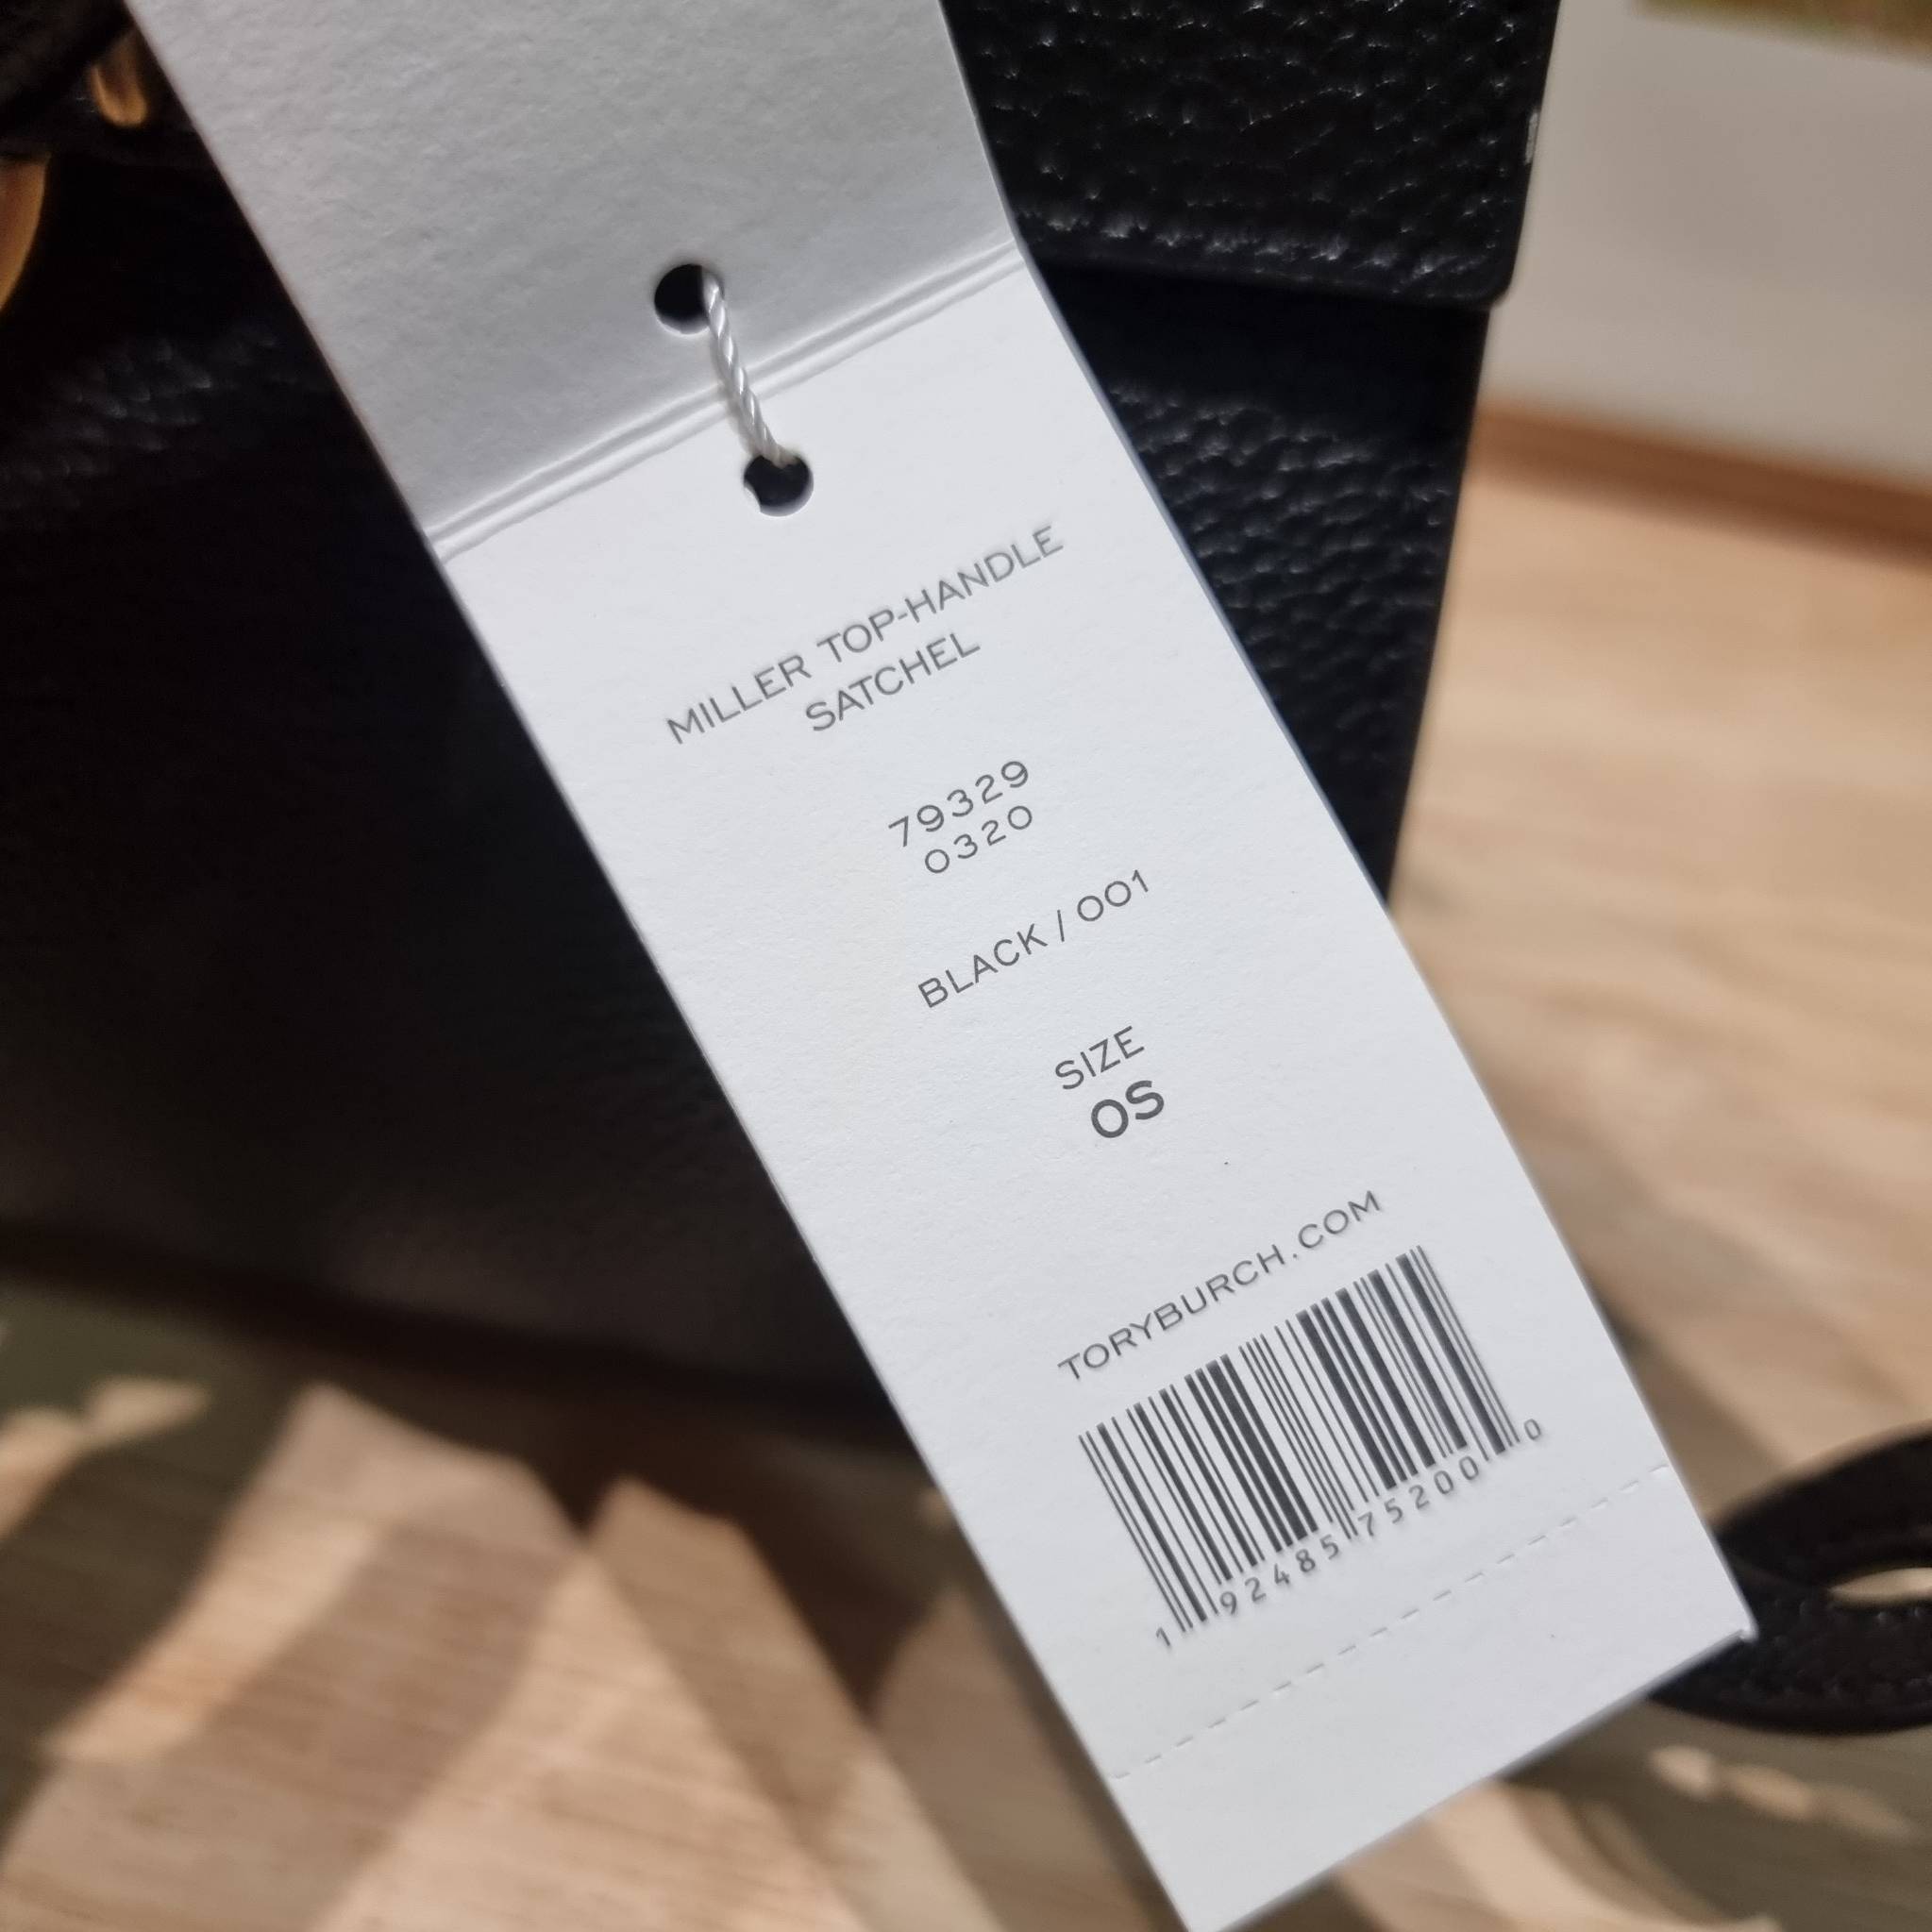 MILLER TOP-HANDLE
SATCHEL
79329
0320
BLACK / 001
SIZE
OS
TORYBURCH.COM
1 92485 75200 0